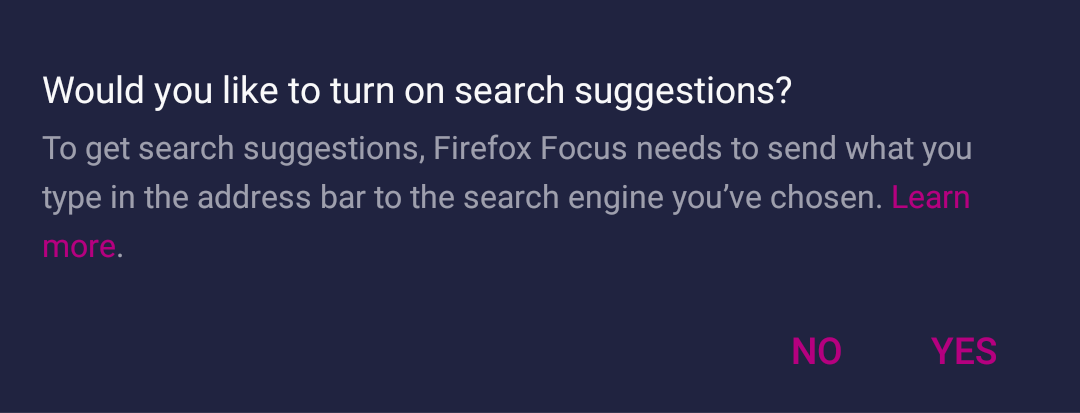 Would you like to turn on search suggestions?
To get search suggestions, Firefox Focus needs to send what you
type in the address bar to the search engine you’ve chosen. Learn
more.
NO YES